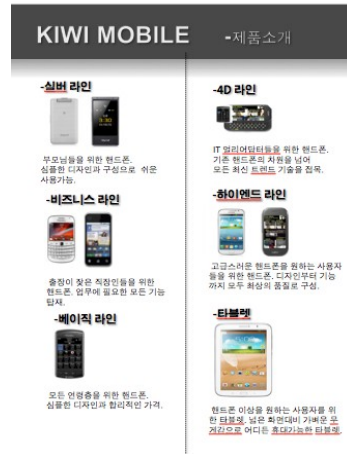 KIWI MOBILE -제품소개
-실버 라인
부모님들을 위한 핸드폰.
심플한 디자인과 구성으로 쉬운
사용가능.
-비즈니스 라인
출장이 잦은 직장인들을 위한
핸드폰. 업무에 필요한 모든 기능
탑재.
-베이직 라인
모든 연령층을 위한 핸드폰.
심플한 디자인과 합리적인 가격.
-4D 라인
IT 얼리어답터들을 위한 핸드폰.
기존 핸드폰의 차원을 넘어
모든 최신 트렌드 기술을 접목.
-하이엔드 라인
고급스러운 핸드폰을 원하는 사용자
들을 위한 핸드폰. 디자인부터 기능
까지 모두 최상의 품질로 구성.
-타블렛
핸드폰 이상을 원하는 사용자를 위
한 타블렛. 넓은 화면대비 가벼운 무
게감으로 어디든 휴대가능한 타블렛.